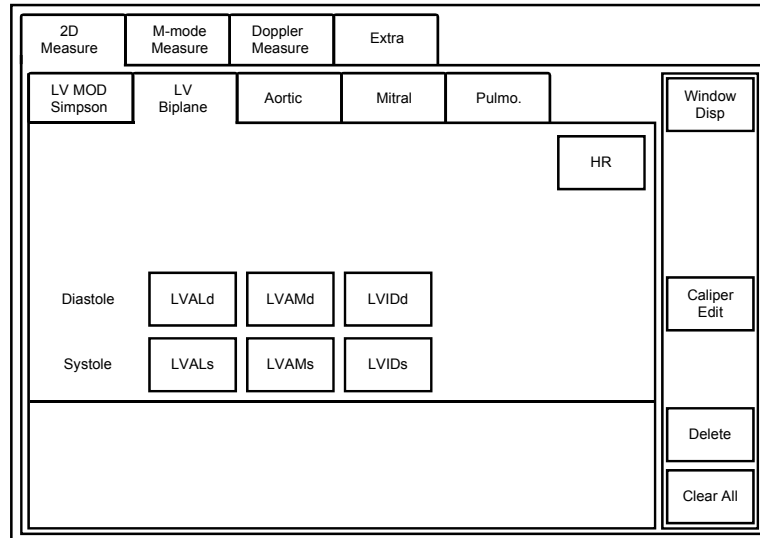 2D
Measure
M-mode
Measure
Doppler
Measure
Extra
LV MOD
Simpson
LV
Biplane
Aortic
Mitral
Pulmo.
Window
Disp
HR
Diastole
LVALd
LVAMd
LVIDd
Caliper
Edit
Systole
LVALs
LVAMs
LVIDs
Delete
Clear All